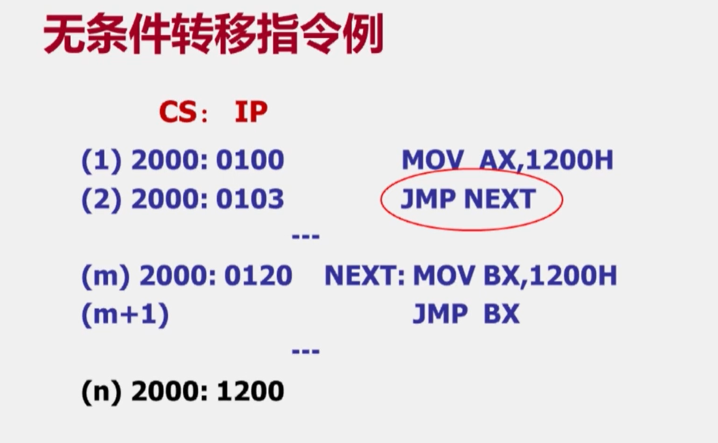 无条件转移指令例
CS： IP
(1) 2000: 0100 MOV AX,1200H
(2) 2000: 0103 JMP NEXT
---
(m) 2000: 0120 NEXT: MOV BX,1200H
(m+1) JMP BX
---
(n) 2000: 1200